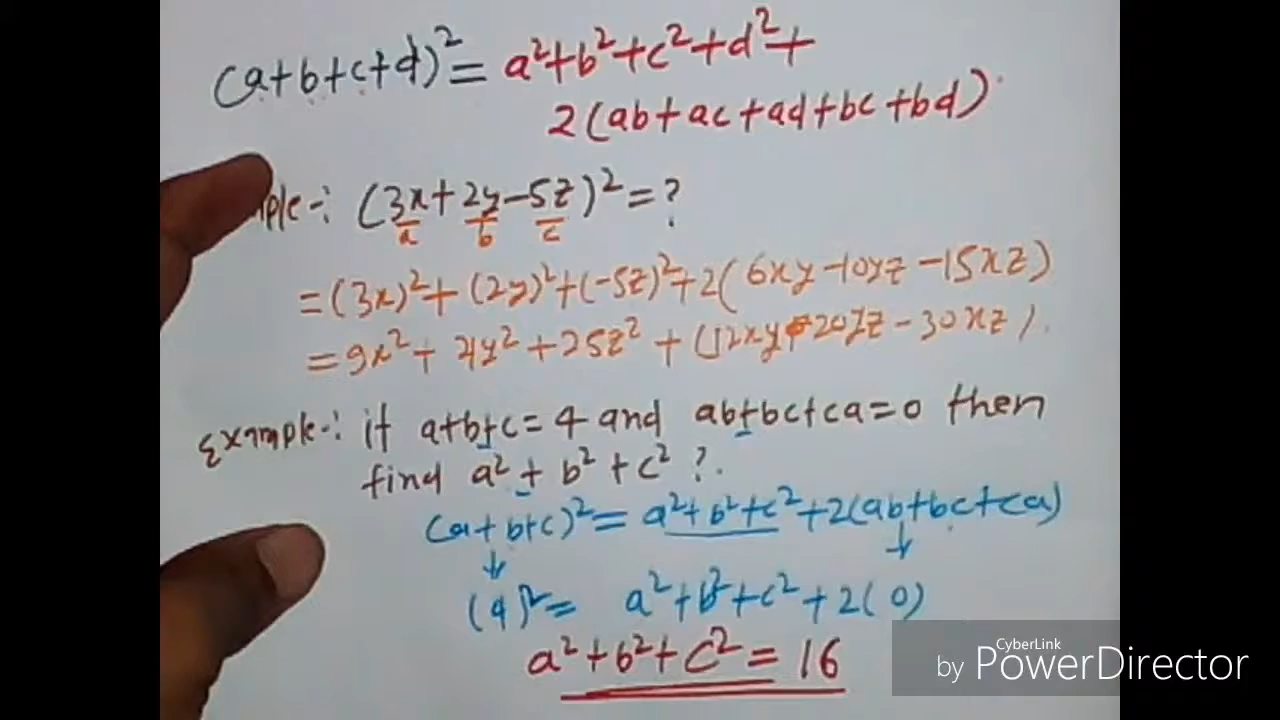 (a+b+c+d)² = a²+b²+c²+d²+
2(ab+ac+ad+bc+bd)
mple-: (3x+2y-5z)² = ?
a b c
= (3x)²+(2y)²+(-5z)²+2(6xy-10yz-15xz)
= 9x²+4y²+25z²+(12xy-20yz-30xz).
Example-: if a+b+c=4 and ab+bc+ca=0 then
find a²+b²+c² ?.
(a+b+c)² = a²+b²+c²+2(ab+bc+ca)
(4)² = a²+b²+c²+2(0)
a²+b²+c² = 16
CyberLink
by PowerDirector